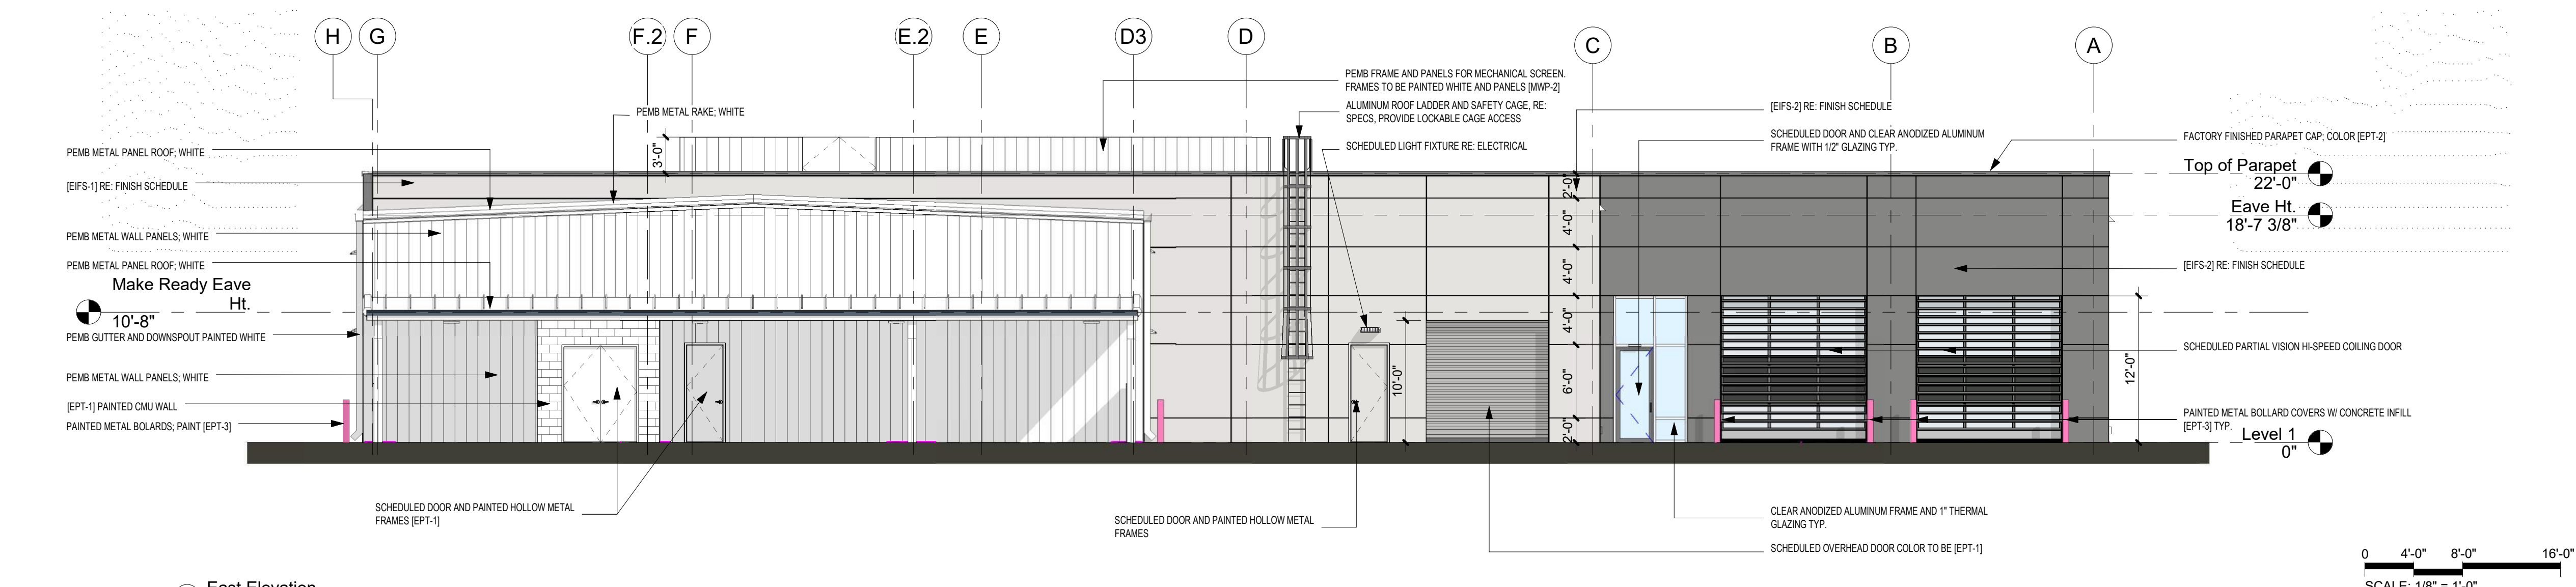 H
G
F.2
F
E.2
E
D3
D
C
B
A
PEMB FRAME AND PANELS FOR MECHANICAL SCREEN.
FRAMES TO BE PAINTED WHITE AND PANELS [MWP-2]
ALUMINUM ROOF LADDER AND SAFETY CAGE, RE:
SPECS, PROVIDE LOCKABLE CAGE ACCESS
SCHEDULED LIGHT FIXTURE RE: ELECTRICAL
PEMB METAL RAKE; WHITE
[EIFS-2] RE: FINISH SCHEDULE
SCHEDULED DOOR AND CLEAR ANODIZED ALUMINUM
FRAME WITH 1/2" GLAZING TYP.
FACTORY FINISHED PARAPET CAP; COLOR [EPT-2]
Top of Parapet
22'-0"
Eave Ht.
18'-7 3/8"
[EIFS-2] RE: FINISH SCHEDULE
SCHEDULED PARTIAL VISION HI-SPEED COILING DOOR
PAINTED METAL BOLLARD COVERS W/ CONCRETE INFILL
[EPT-3] TYP.
Level 1
0"
PEMB METAL PANEL ROOF; WHITE
[EIFS-1] RE: FINISH SCHEDULE
PEMB METAL WALL PANELS; WHITE
PEMB METAL PANEL ROOF; WHITE
Make Ready Eave
Ht.
10'-8"
PEMB GUTTER AND DOWNSPOUT PAINTED WHITE
PEMB METAL WALL PANELS; WHITE
[EPT-1] PAINTED CMU WALL
PAINTED METAL BOLARDS; PAINT [EPT-3]
3'-0"
2'-0"
4'-0"
4'-0"
4'-0"
6'-0"
2'-0"
10'-0"
12'-0"
SCHEDULED DOOR AND PAINTED HOLLOW METAL
FRAMES [EPT-1]
SCHEDULED DOOR AND PAINTED HOLLOW METAL
FRAMES
CLEAR ANODIZED ALUMINUM FRAME AND 1" THERMAL
GLAZING TYP.
SCHEDULED OVERHEAD DOOR COLOR TO BE [EPT-1]
East Elevation
0 4'-0" 8'-0" 16'-0"
SCALE: 1/8" = 1'-0"